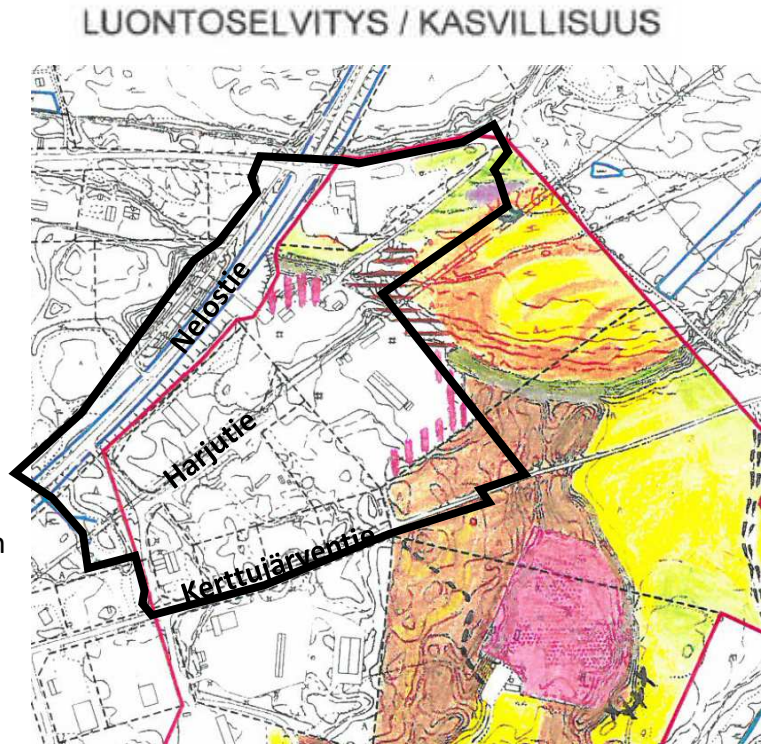 LUONTOSELVITYS / KASVILLISUUS
Nelostie
Harjutie
Kerttujärventie
n